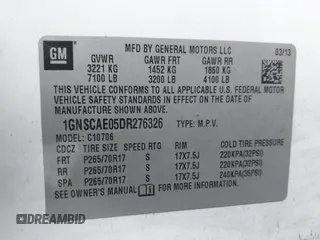 GM
MFD BY GENERAL MOTORS LLC
03/13
GVWR GAWR FRT GAWR RR
3221 KG 1452 KG 1860 KG
7100 LB 3200 LB 4100 LB
THIS VEHICLE CONFORMS TO ALL APPLICABLE U.S. FEDERAL MOTOR
VEHICLE SAFETY STANDARDS IN EFFECT ON THE DATE OF
MANUFACTURE SHOWN ABOVE.
1GNSCAE05DR276326 TYPE: M.P.V.
MODEL: C10706
CDCZ TIRE SIZE SPEED RTG RIM COLD TIRE PRESSURE
FRT P265/70R17 S 17X7.5J 220KPA(32PSI)
RR P265/70R17 S 17X7.5J 220KPA(32PSI)
SPA P265/70R17 S 17X7.5J 240KPA(35PSI)
SEE OWNER'S MANUAL FOR MORE INFORMATION.
DREAMBID